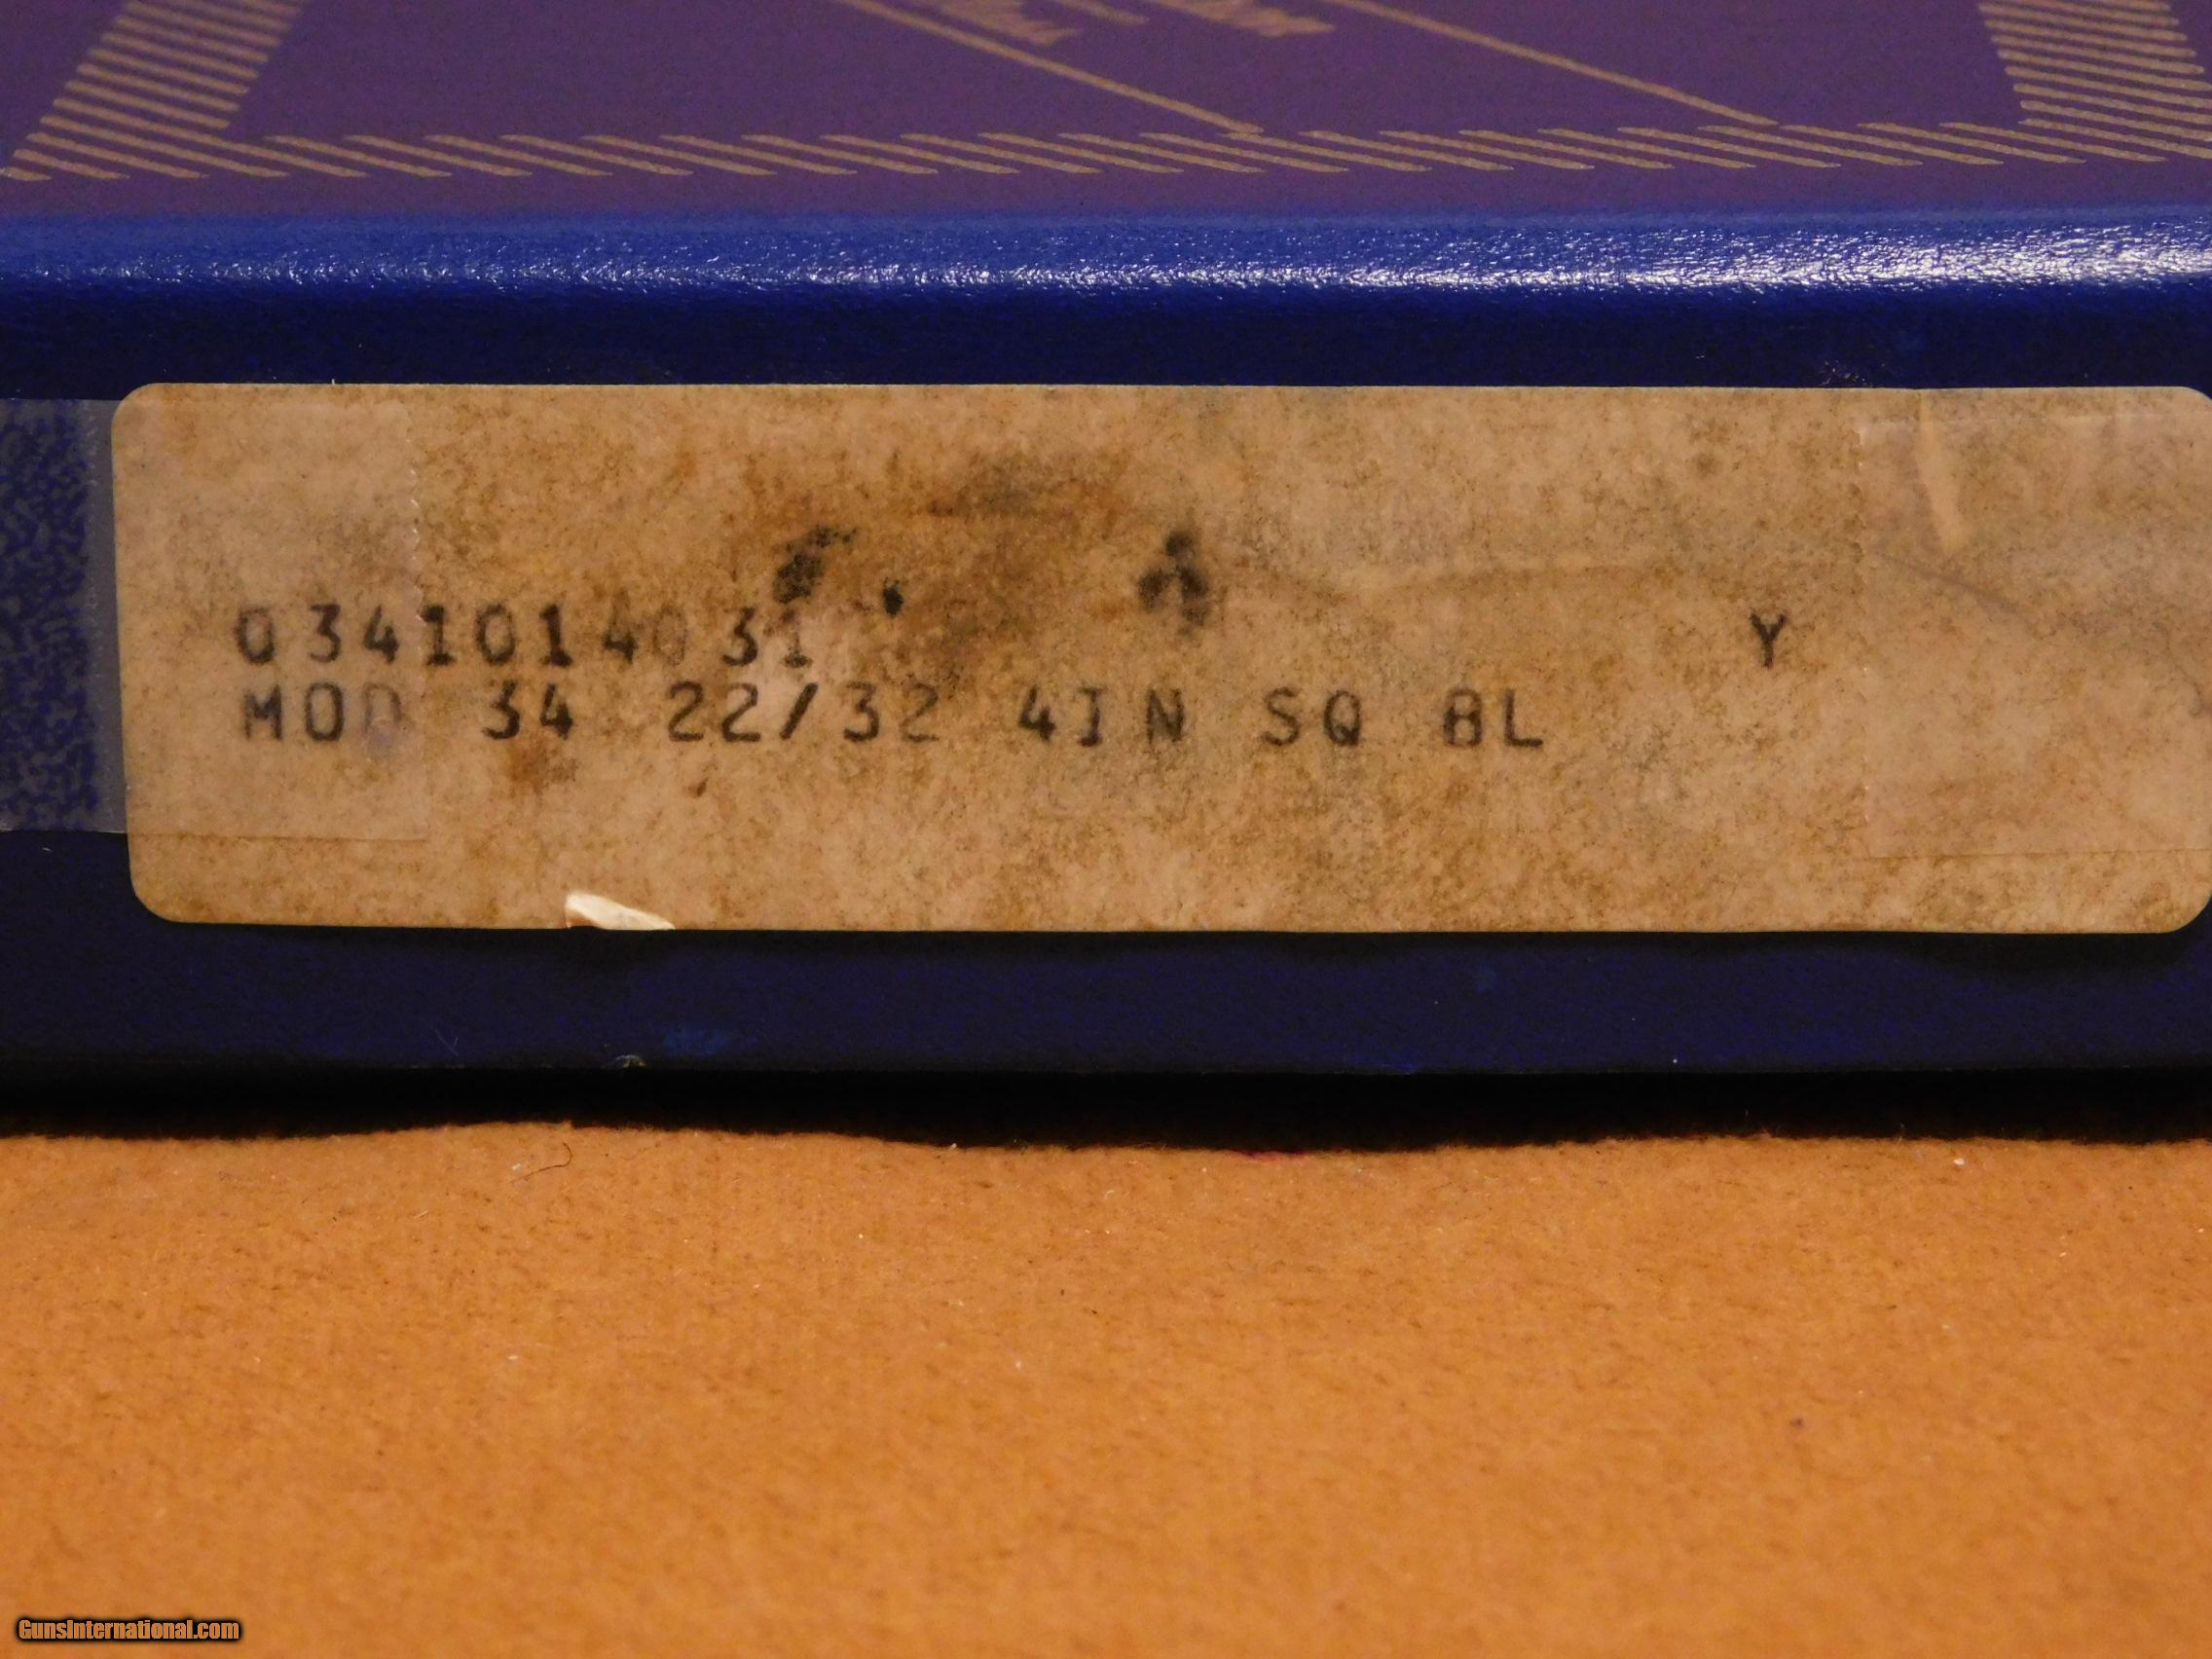 0341014031 Y
MOD 34 22/32 4IN SQ BL
GunsInternational.com